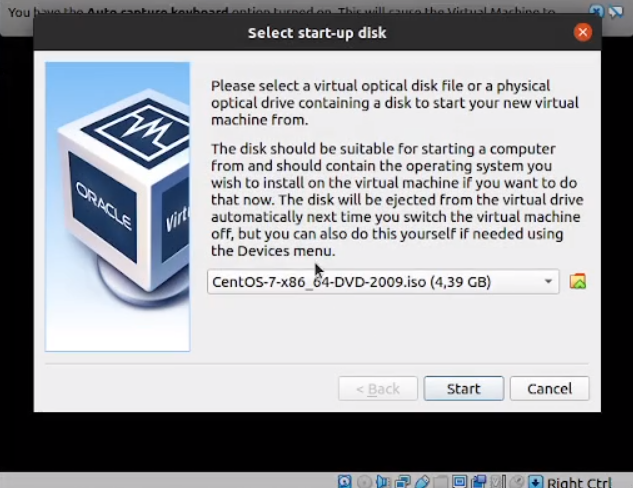 You have the Auto capture keyboard option turned on. This will cause the Virtual Machine to
Select start-up disk
Please select a virtual optical disk file or a physical
optical drive containing a disk to start your new virtual
machine from.
The disk should be suitable for starting a computer
from and should contain the operating system you
wish to install on the virtual machine if you want to do
that now. The disk will be ejected from the virtual drive
automatically next time you switch the virtual machine
off, but you can also do this yourself if needed using
the Devices menu.
ORACLE
Virt
CentOS-7-x86_64-DVD-2009.iso (4,39 GB)
< Back
Start
Cancel
Right Ctrl